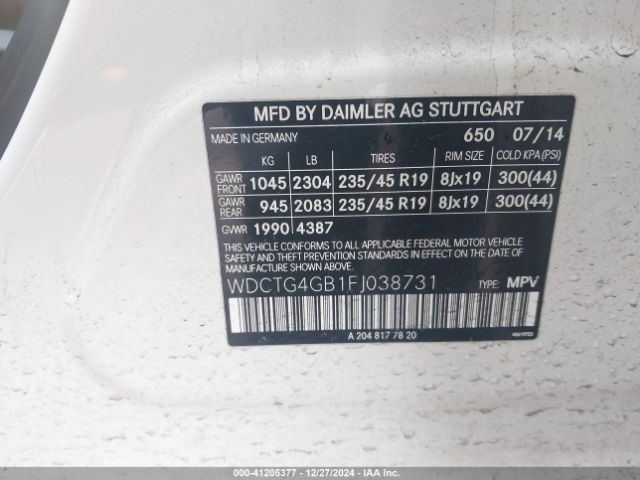 MFD BY DAIMLER AG STUTTGART
MADE IN GERMANY 650 07/14
KG LB TIRES RIM SIZE COLD KPA (PSI)
GAWR FRONT 1045 2304 235/45 R19 8Jx19 300(44)
GAWR REAR 945 2083 235/45 R19 8Jx19 300(44)
GVWR 1990 4387
THIS VEHICLE CONFORMS TO ALL APPLICABLE FEDERAL MOTOR VEHICLE
SAFETY AND THEFT PREVENTION STANDARDS IN EFFECT ON THE DATE OF
MANUFACTURE SHOWN ABOVE.
WDCTG4GB1FJ038731 TYPE: MPV
A 204 817 78 20
000-41205377 - 12/27/2024 - IAA Inc.